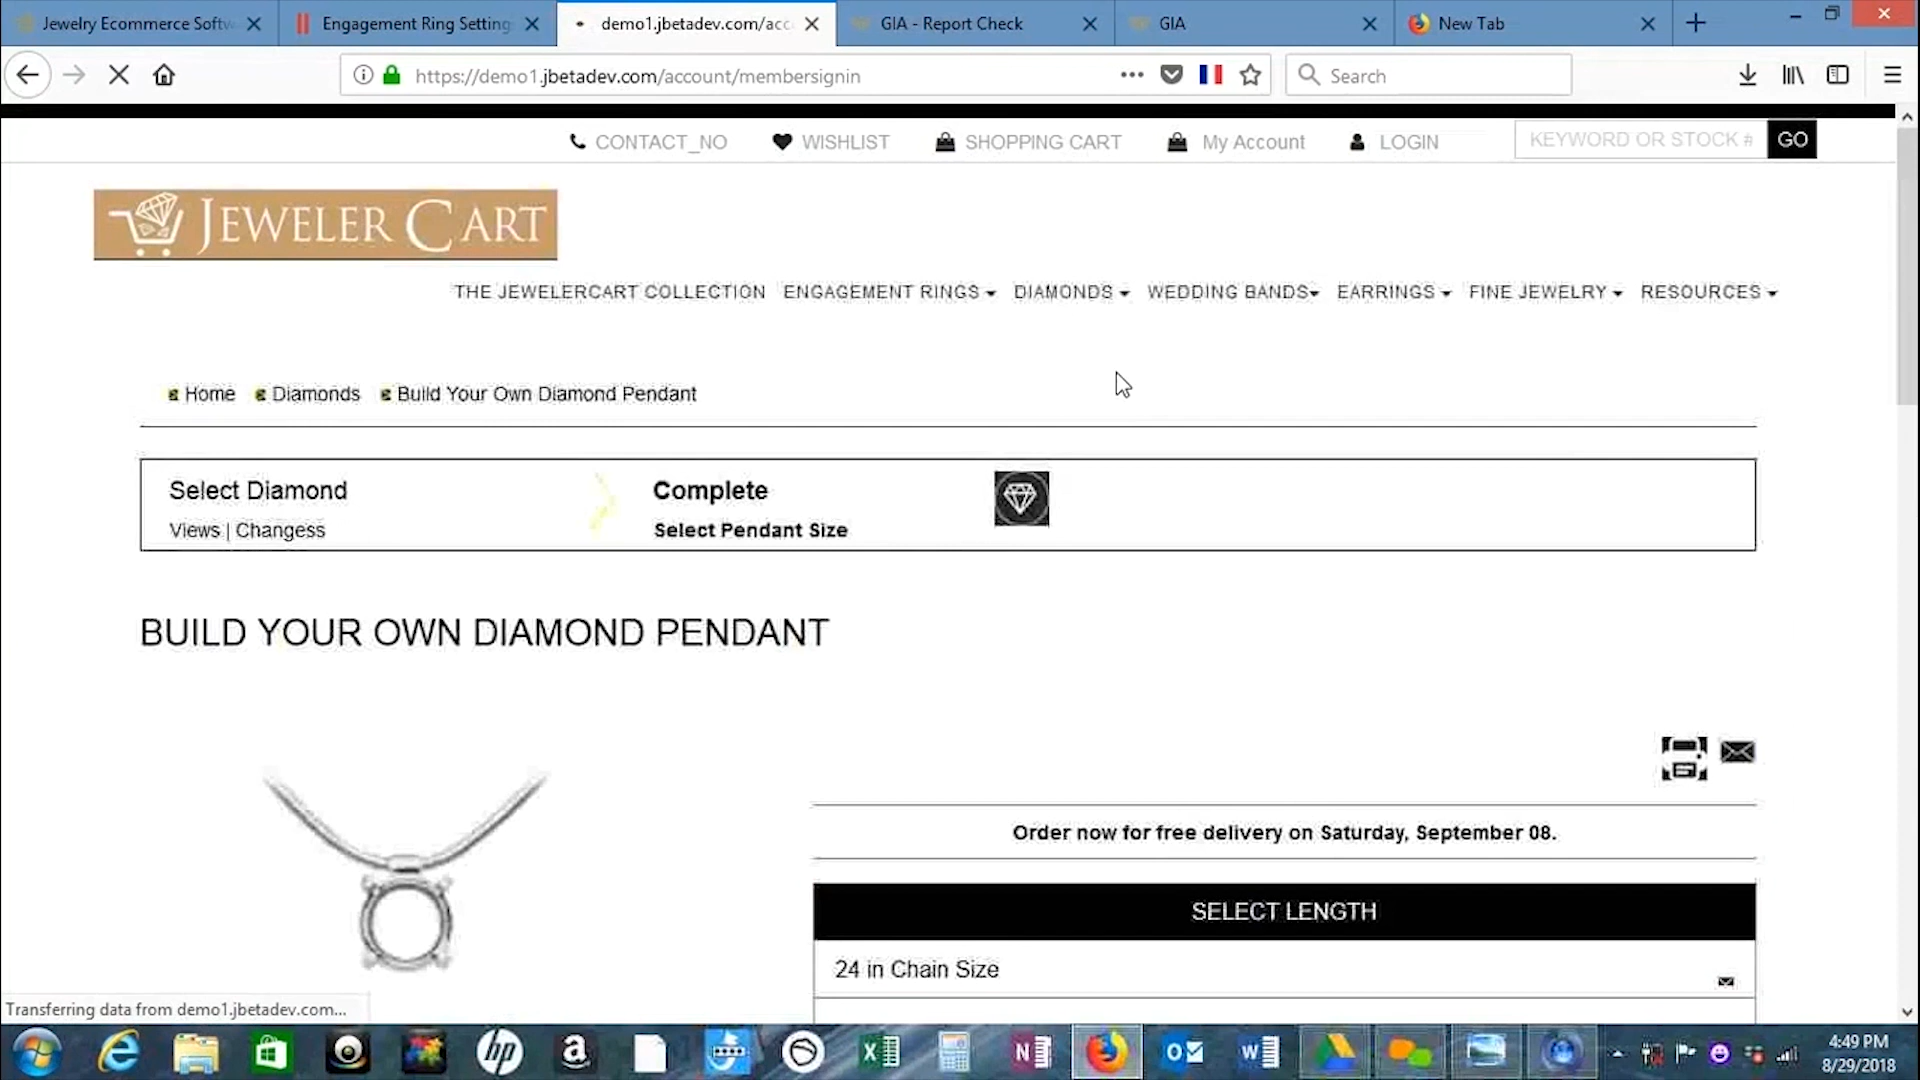 Jewelry Ecommerce Softw
Engagement Ring Setting
demo1.jbetadev.com/acc
GIA - Report Check
GIA
New Tab
https://demo1.jbetadev.com/account/membersignin
Search
CONTACT_NO
WISHLIST
SHOPPING CART
My Account
LOGIN
KEYWORD OR STOCK #
GO
JEWELER CART
THE JEWELERCART COLLECTION
ENGAGEMENT RINGS
DIAMONDS
WEDDING BANDS
EARRINGS
FINE JEWELRY
RESOURCES
Home
Diamonds
Build Your Own Diamond Pendant
Select Diamond
Views | Changess
Complete
Select Pendant Size
BUILD YOUR OWN DIAMOND PENDANT
Order now for free delivery on Saturday, September 08.
SELECT LENGTH
24 in Chain Size
Transferring data from demo1.jbetadev.com...
4:49 PM
8/29/2018